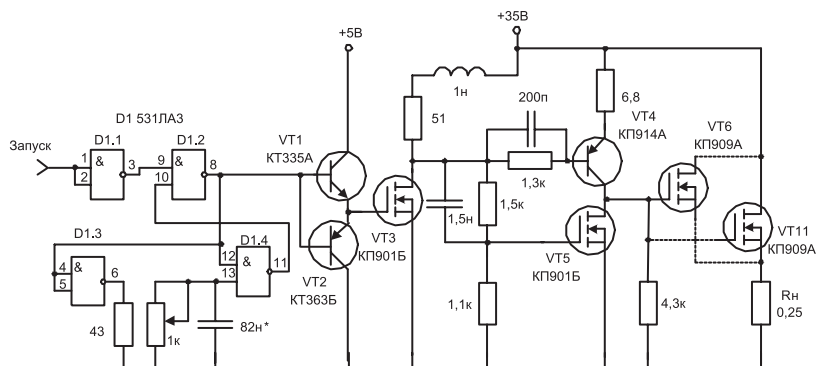 +35В
+5В
1н
200п
6,8
VT4
КП914А
51
VT6
КП909А
D1 531ЛА3
D1.1
D1.2
VT1
КТ335А
Запуск
1
2
&
3
9
10
&
8
1,3к
1,5н
1,5к
VT3
КП901Б
VT11
КП909А
D1.3
D1.4
4
5
&
6
12
13
&
11
VT2
КТ363Б
VT5
КП901Б
43
1к
82н*
1,1к
4,3к
Rн
0,25